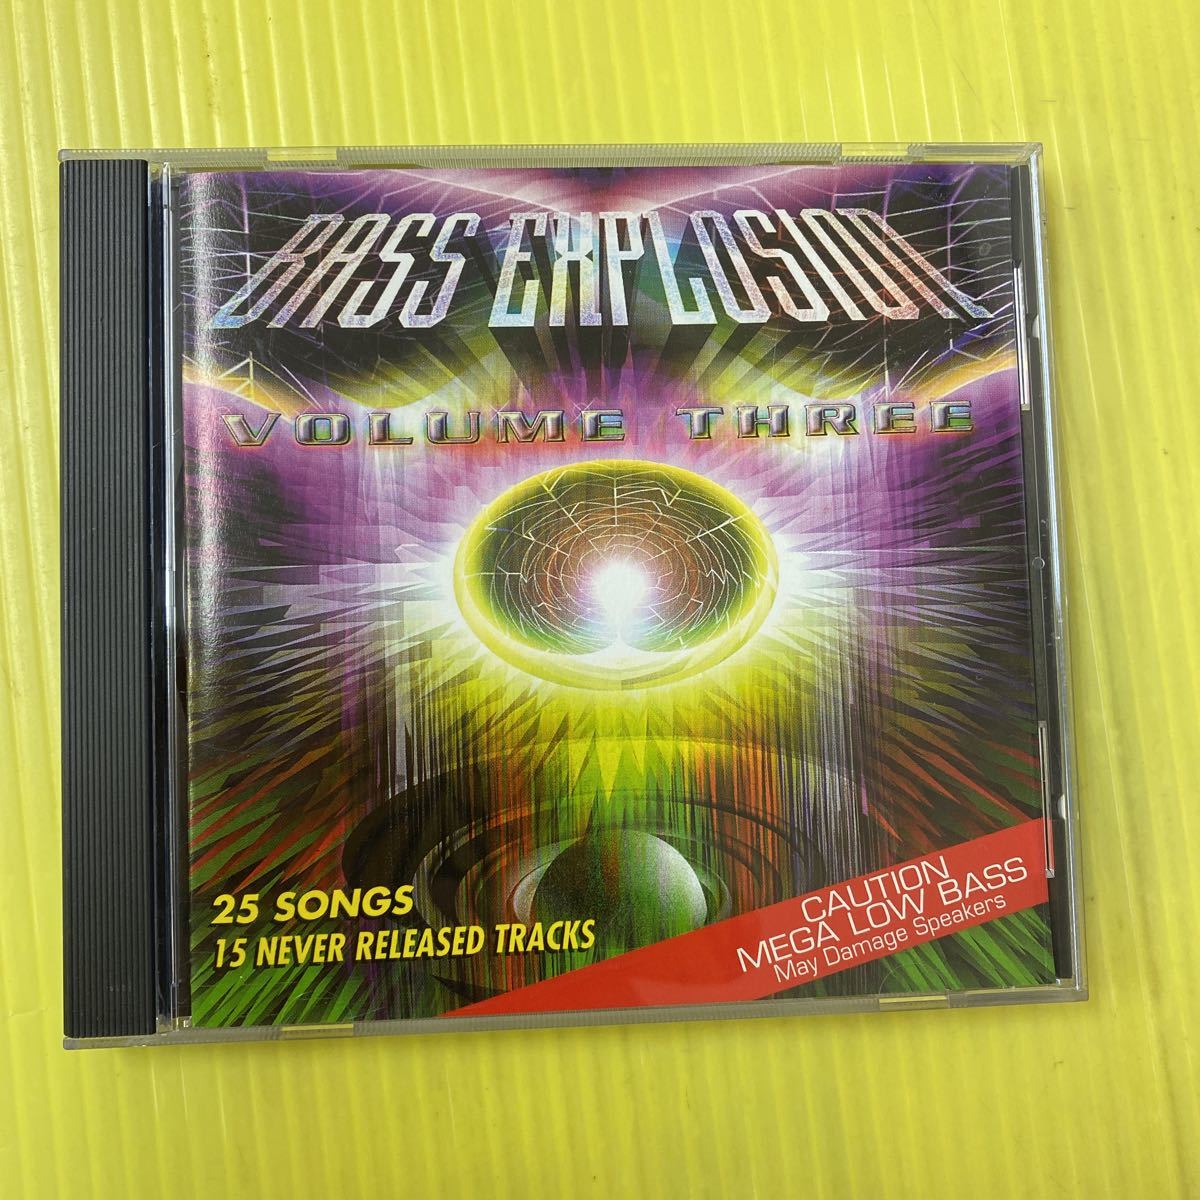 BASS EXPLOSION
VOLUME THREE
25 SONGS
15 NEVER RELEASED TRACKS
CAUTION
MEGA LOW BASS
May Damage Speakers